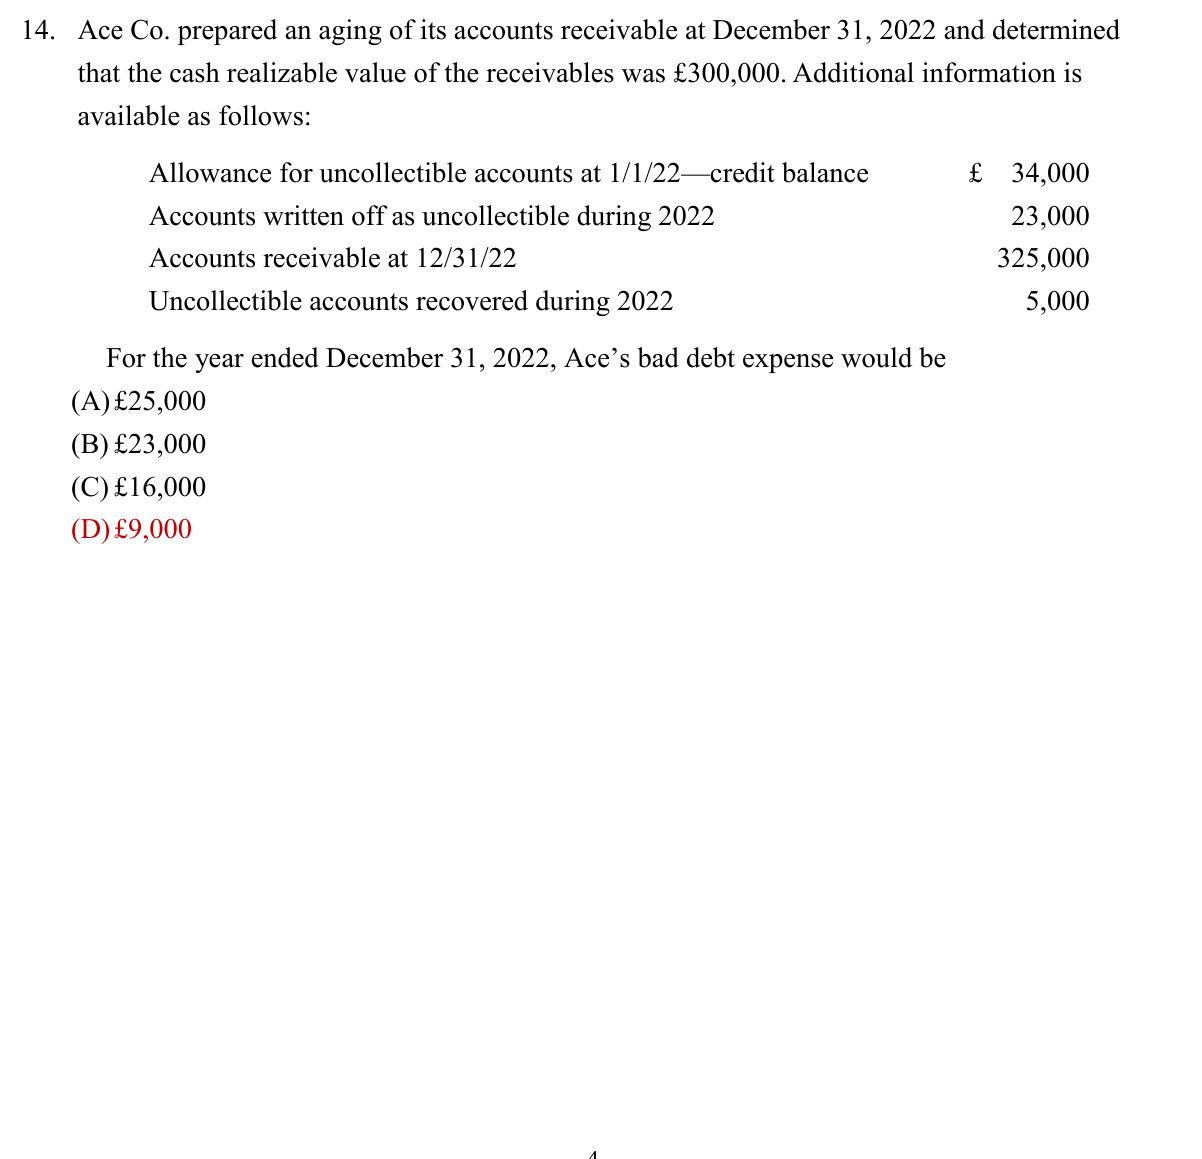 14. Ace Co. prepared an aging of its accounts receivable at December 31, 2022 and determined
that the cash realizable value of the receivables was £300,000. Additional information is
available as follows:
Allowance for uncollectible accounts at 1/1/22—credit balance £ 34,000
Accounts written off as uncollectible during 2022 23,000
Accounts receivable at 12/31/22 325,000
Uncollectible accounts recovered during 2022 5,000
For the year ended December 31, 2022, Ace’s bad debt expense would be
(A) £25,000
(B) £23,000
(C) £16,000
(D) £9,000
4